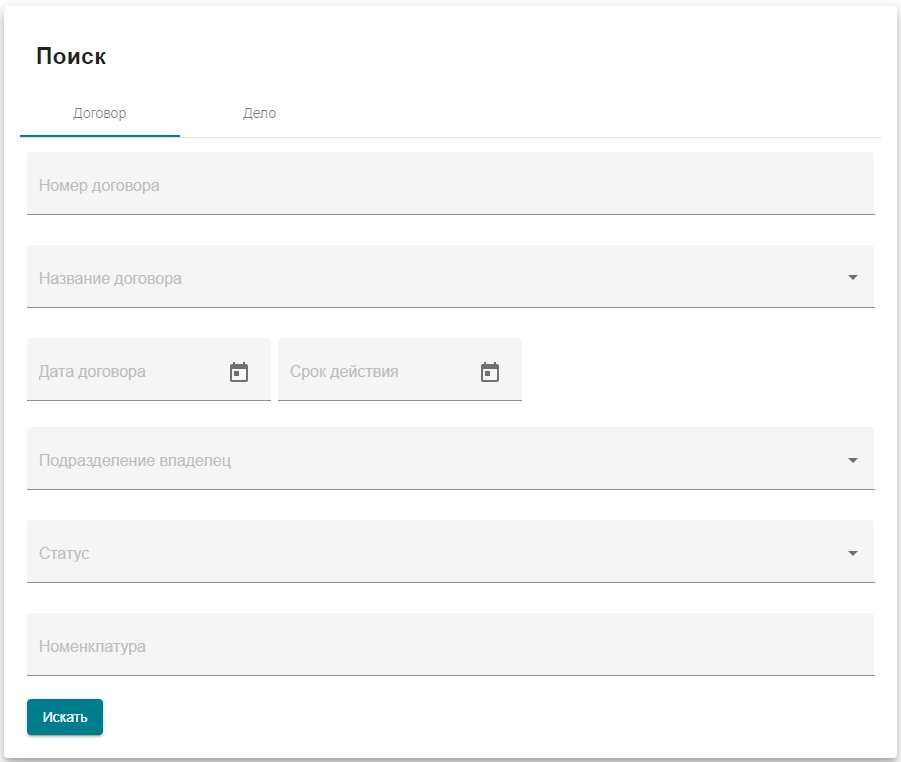 Поиск
Договор Дело
Номер договора
Название договора
Дата договора Срок действия
Подразделение владелец
Статус
Номенклатура
Искать